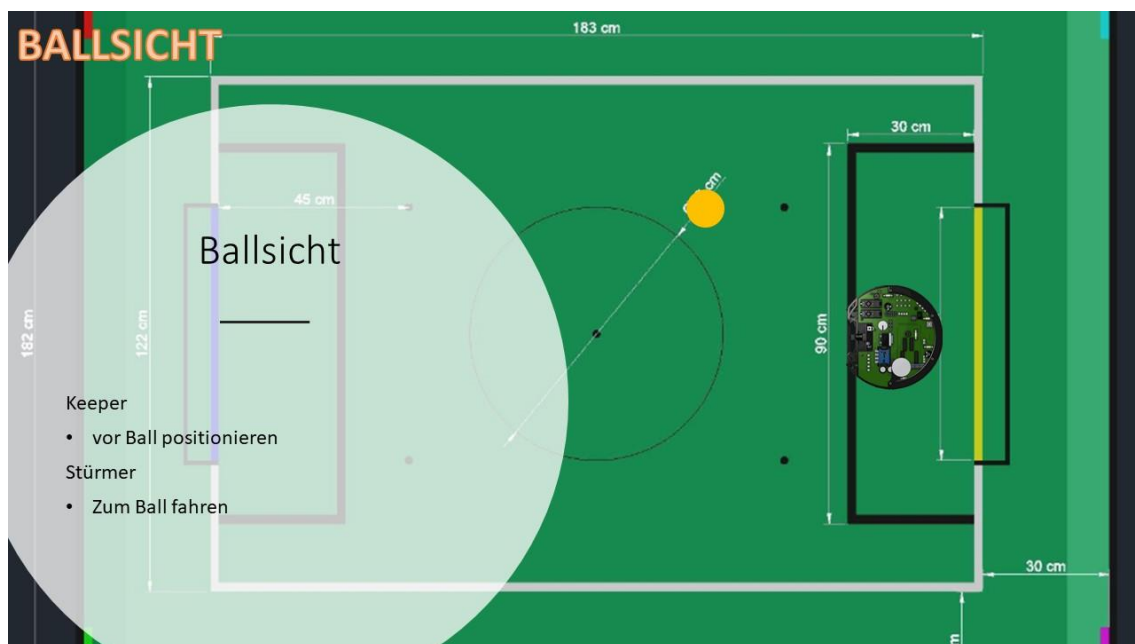 BALLSICHT
183 cm
30 cm
cm
45 cm
Ballsicht
182 cm
122 cm
90 cm
Keeper
• vor Ball positionieren
Stürmer
• Zum Ball fahren
30 cm